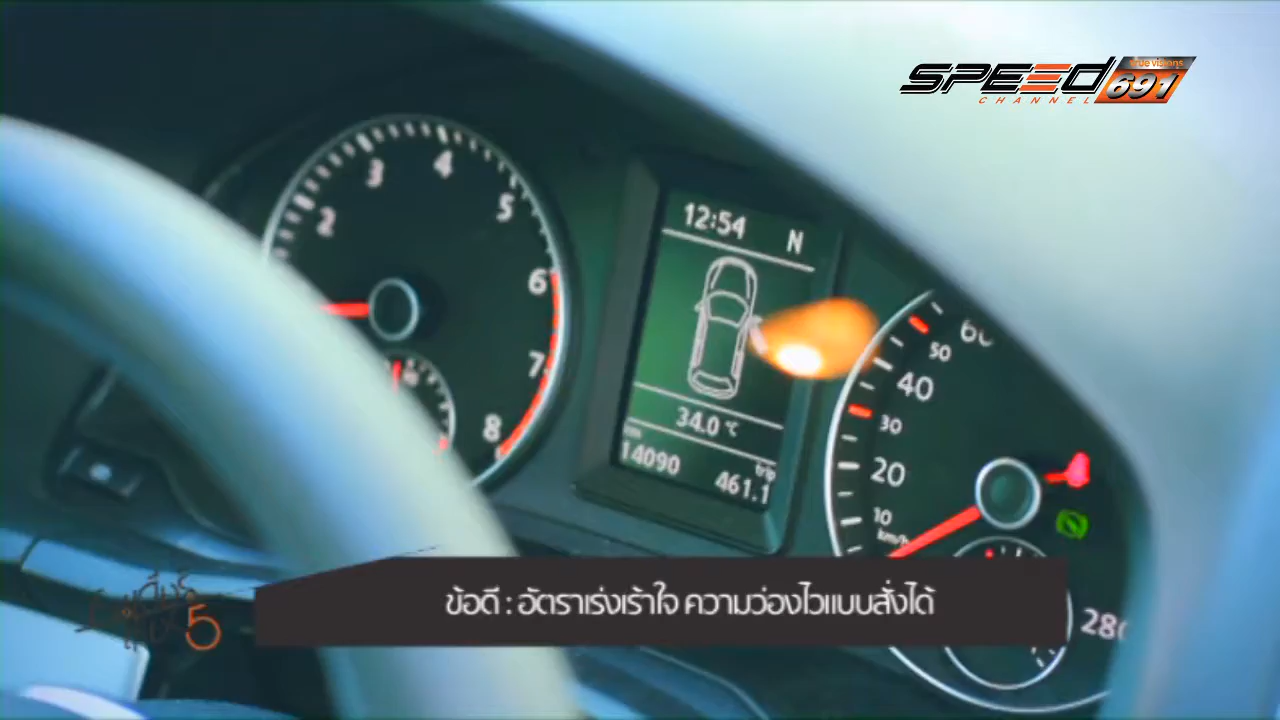 SPEED
true visions
691
CHANNEL
2
3
4
5
6
7
8
12:54 N
34.0 °C
km
14090
trip
461.1
60
50
40
30
20
10
km/h
280
ข้อดี : อัตราเร่งเร้าใจ ความว่องไวแบบสั่งได้
5